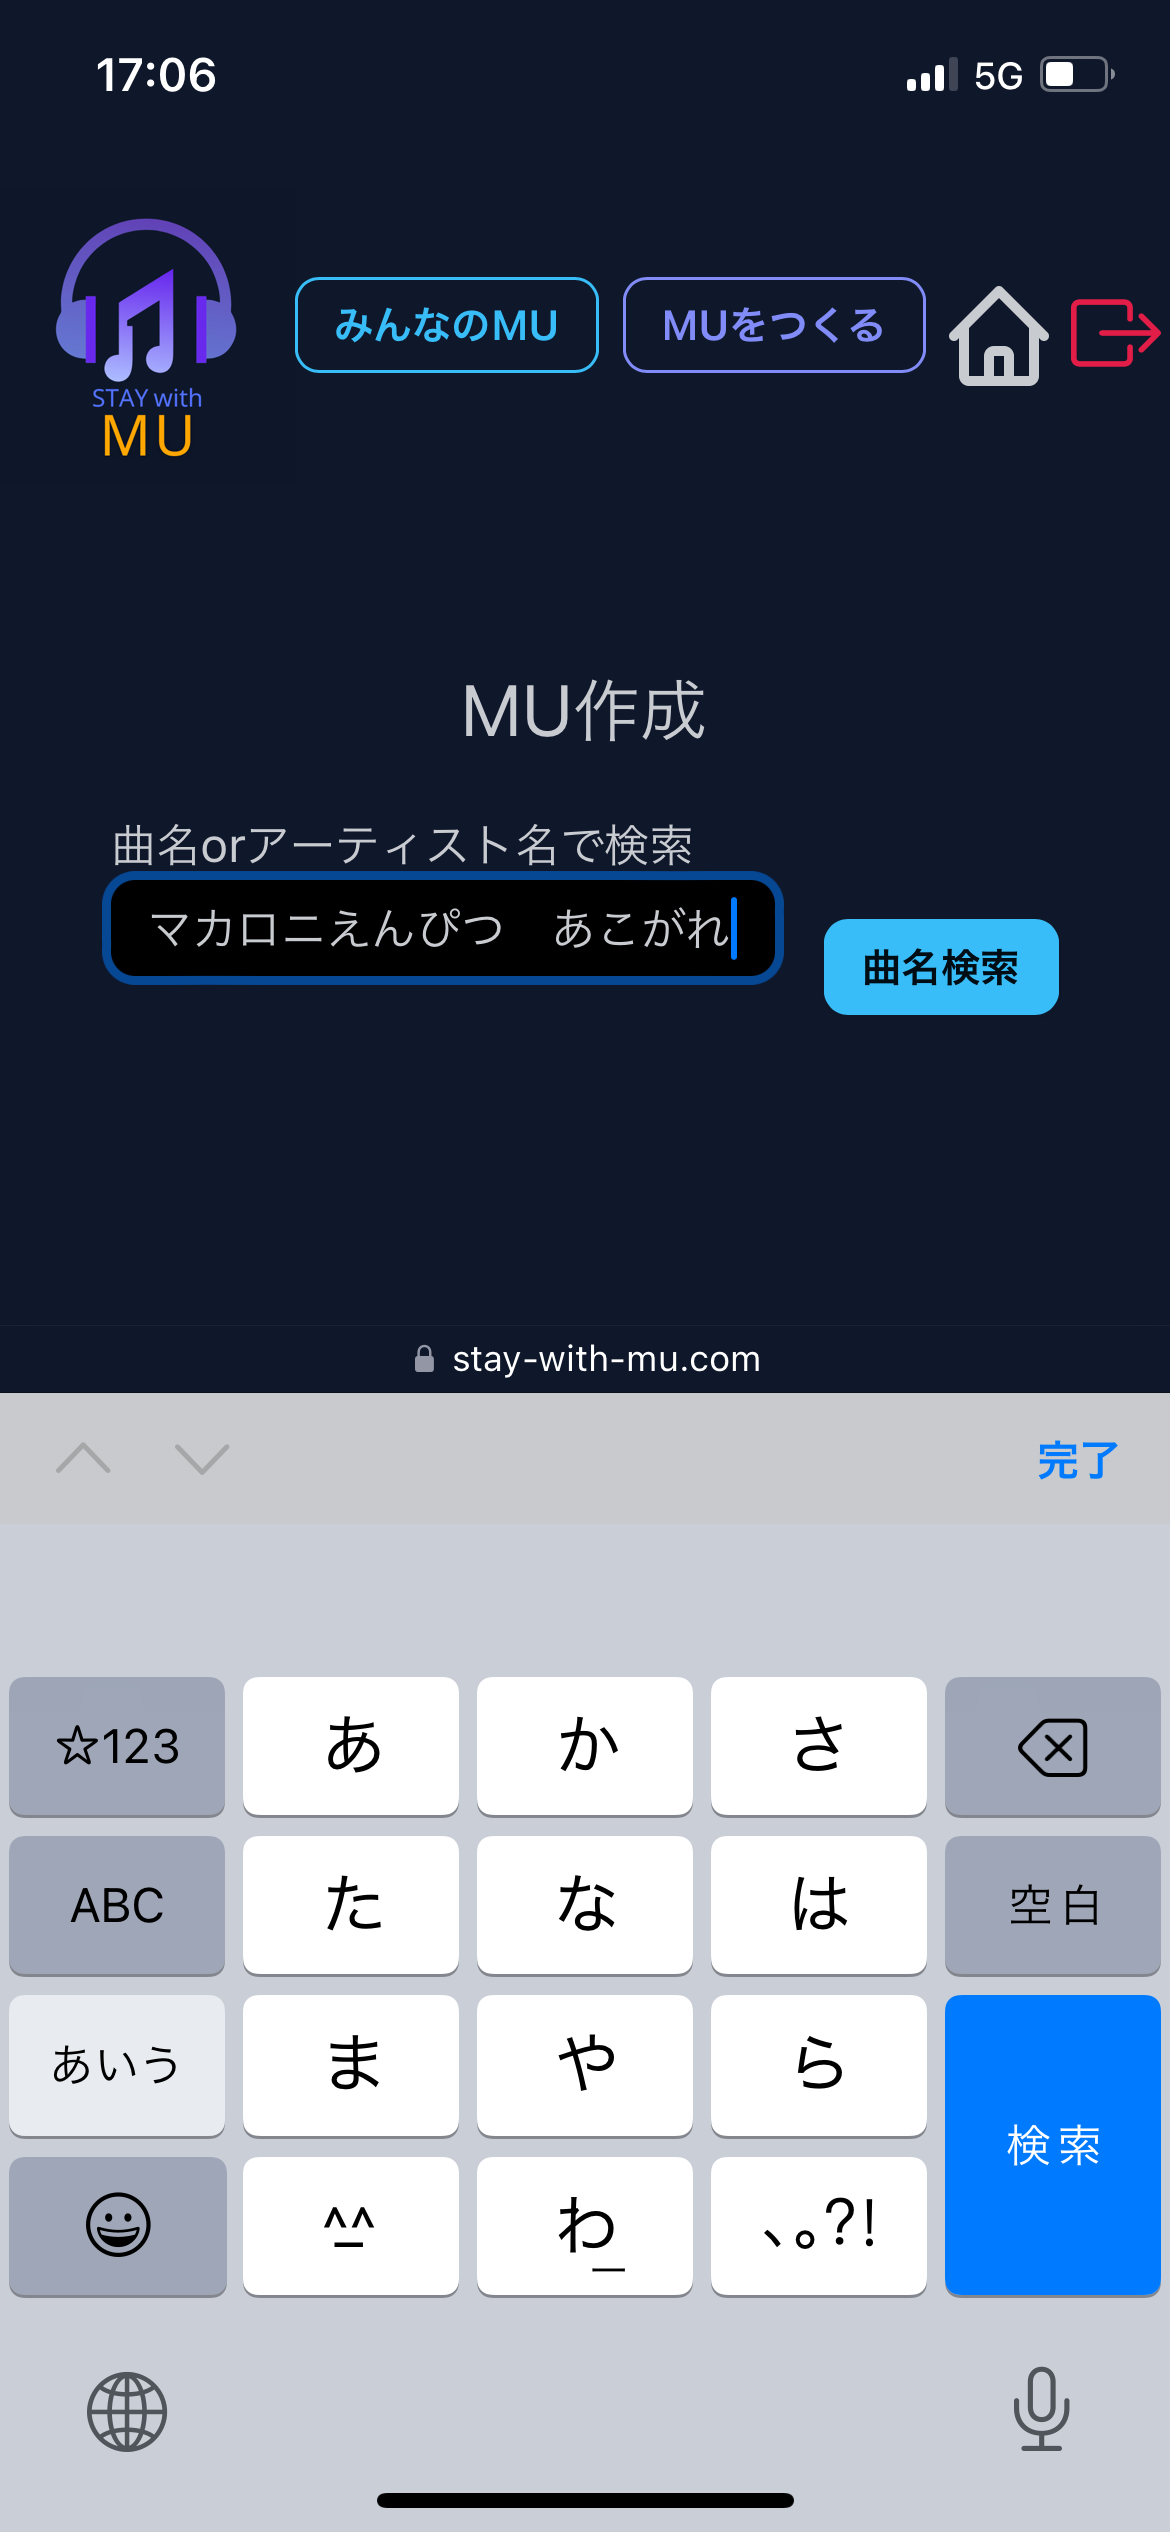 17:06
5G
STAY with
MU
みんなのMU
MUをつくる
MU作成
曲名orアーティスト名で検索
マカロニえんぴつ　あこがれ
曲名検索
stay-with-mu.com
完了
☆123
あ
か
さ
ABC
た
な
は
空白
あいう
ま
や
ら
検索
^_^
わ_
、。?!